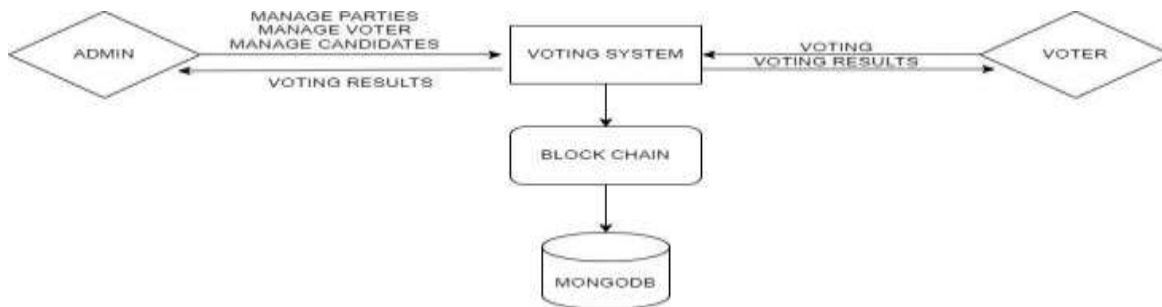 MANAGE PARTIES
MANAGE VOTER
MANAGE CANDIDATES
ADMIN
VOTING RESULTS
VOTING SYSTEM
VOTING
VOTING RESULTS
VOTER
BLOCK CHAIN
MONGODB